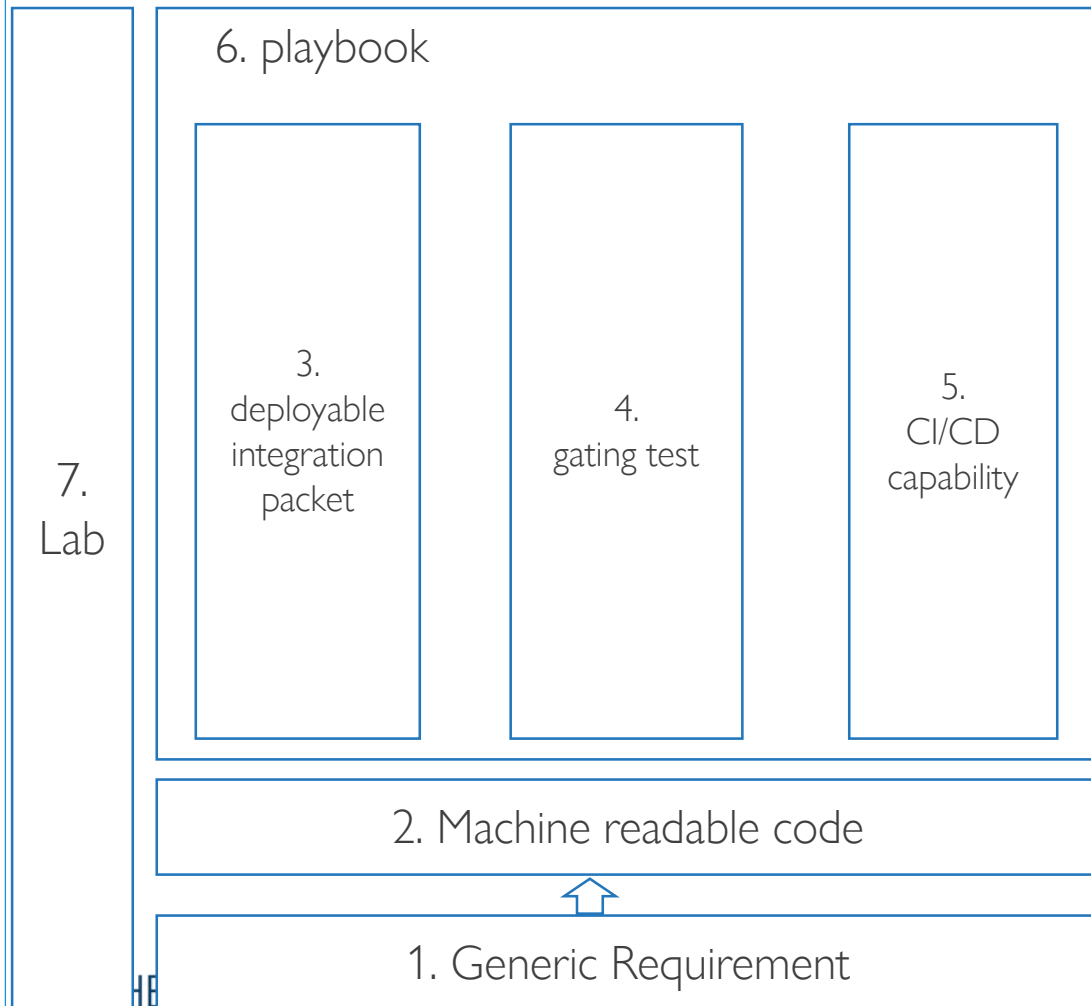 6. playbook
3.
deployable
integration
packet
4.
gating test
5.
CI/CD
capability
7.
Lab
2. Machine readable code
1. Generic Requirement